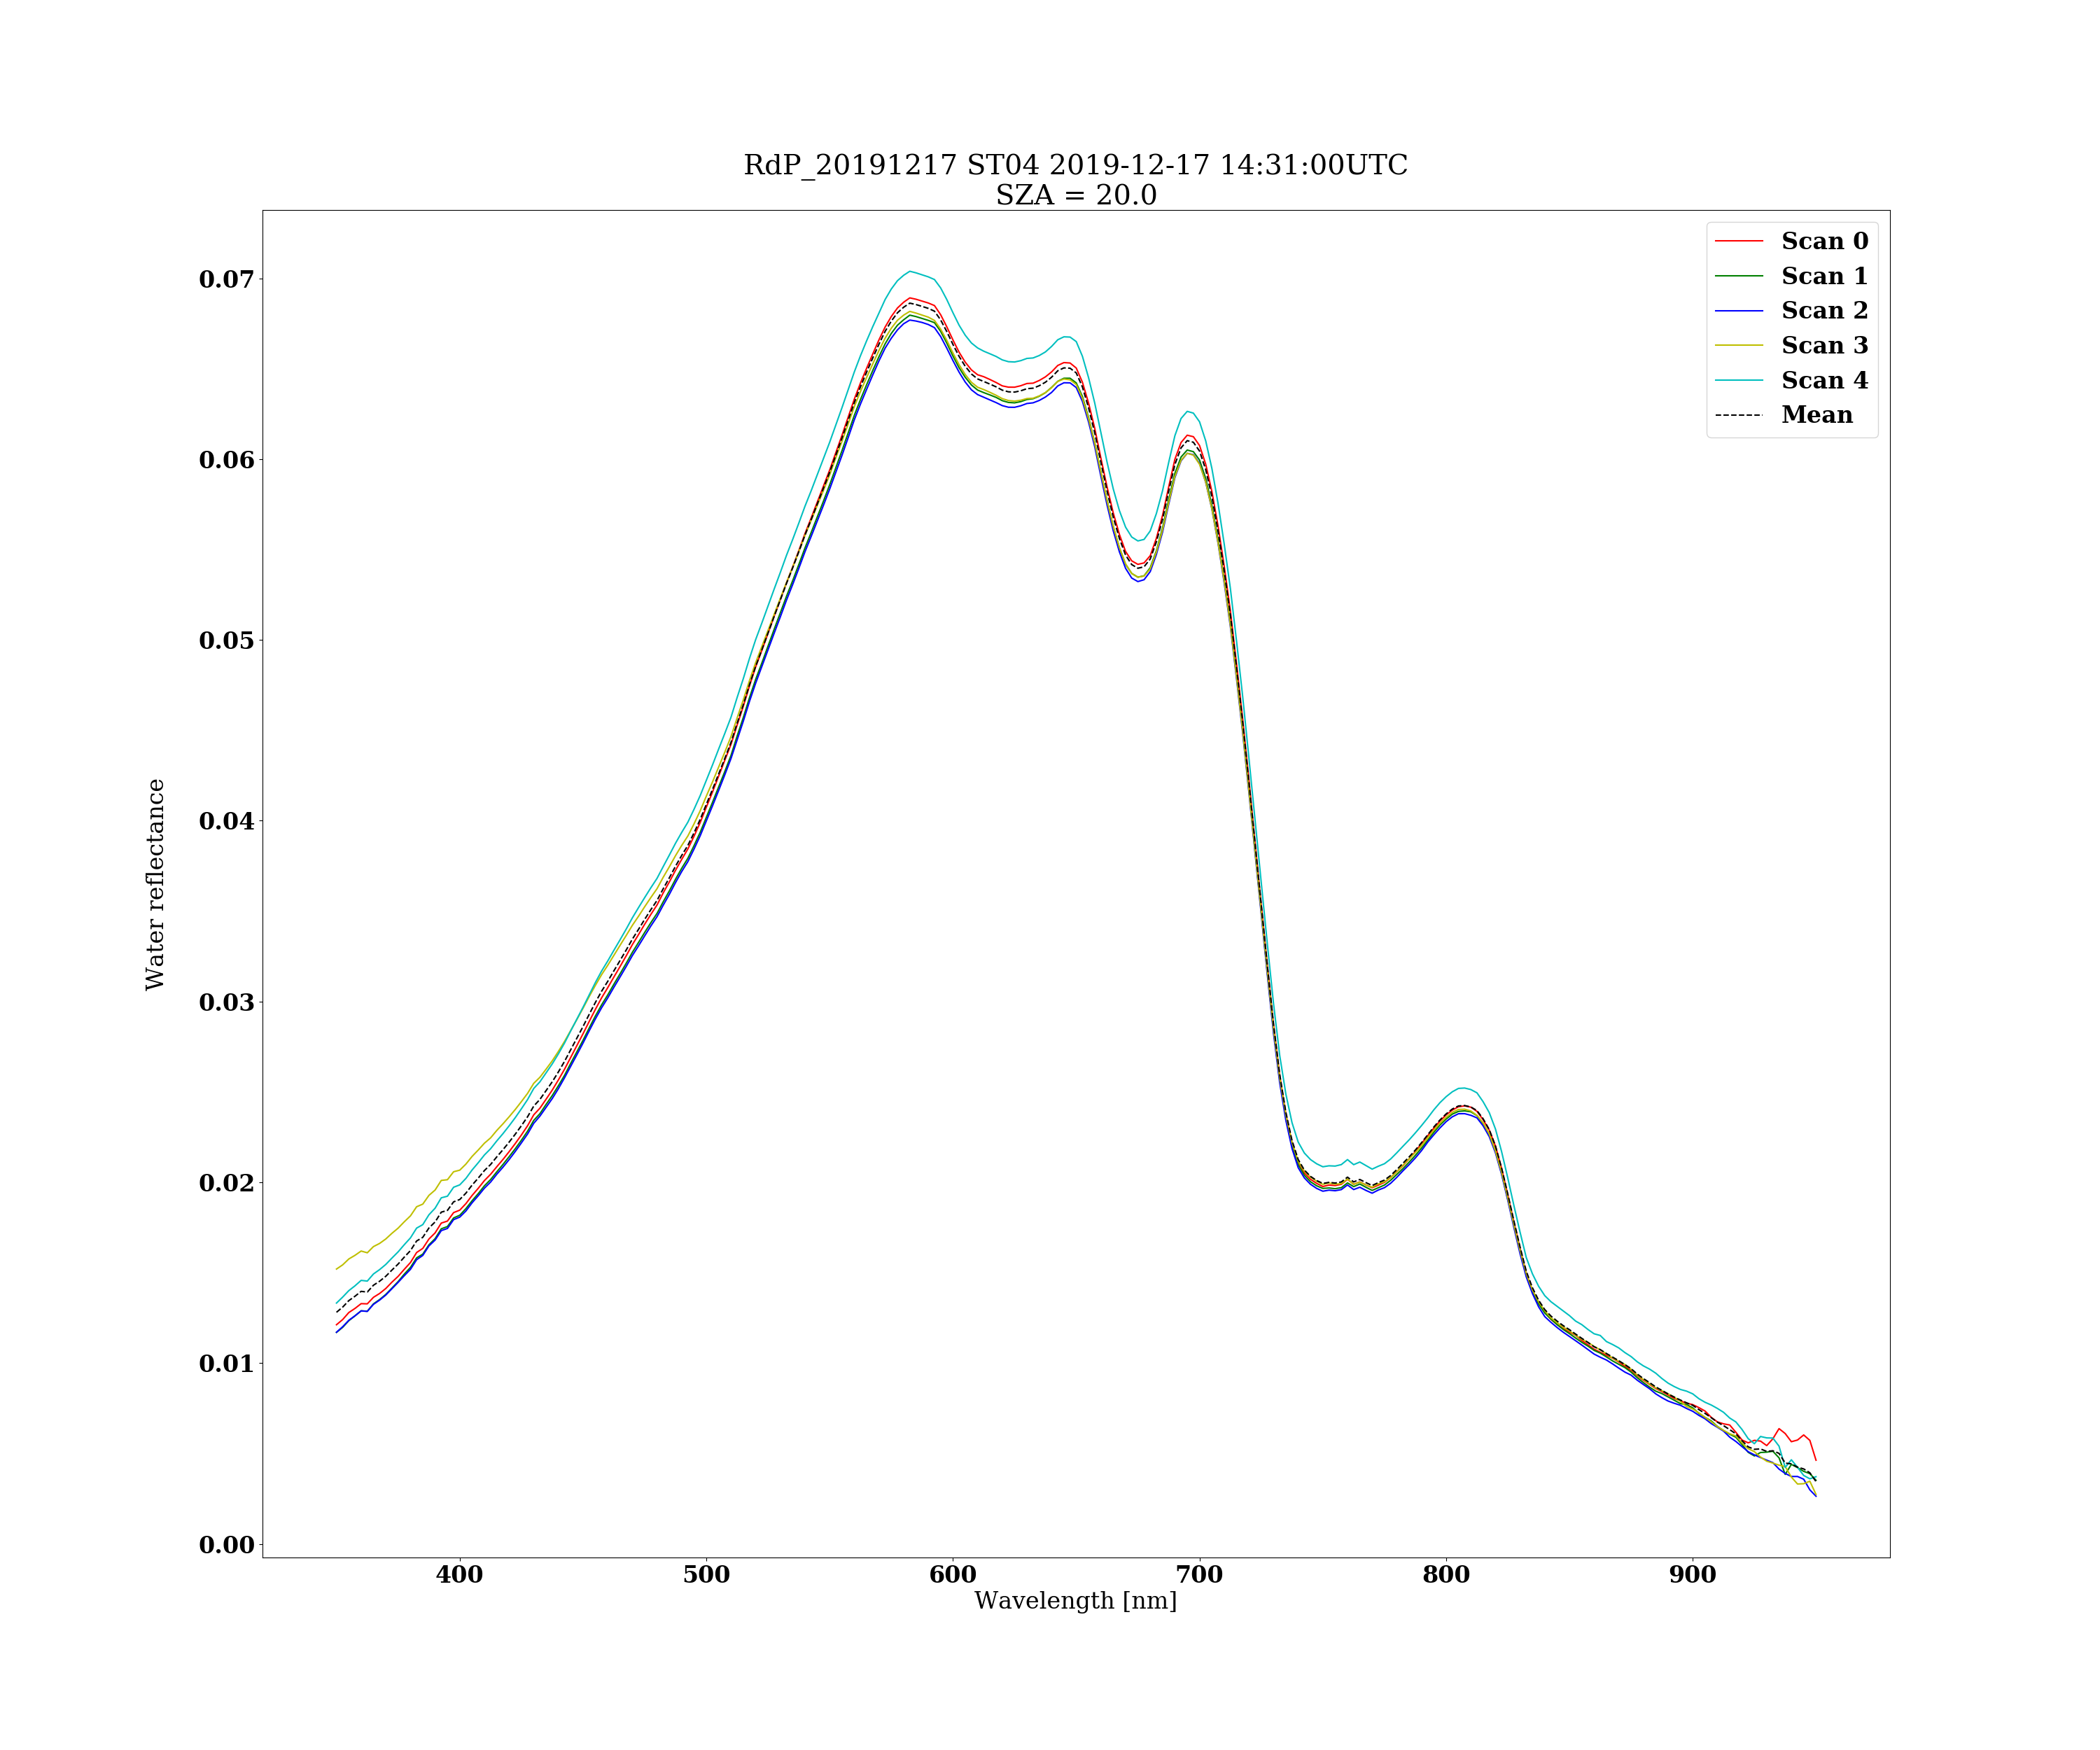 RdP_20191217 ST04 2019-12-17 14:31:00UTC
SZA = 20.0
Scan 0
Scan 1
Scan 2
Scan 3
Scan 4
Mean
0.07
0.06
0.05
0.04
0.03
0.02
0.01
0.00
Water reflectance
400 500 600 700 800 900
Wavelength [nm]